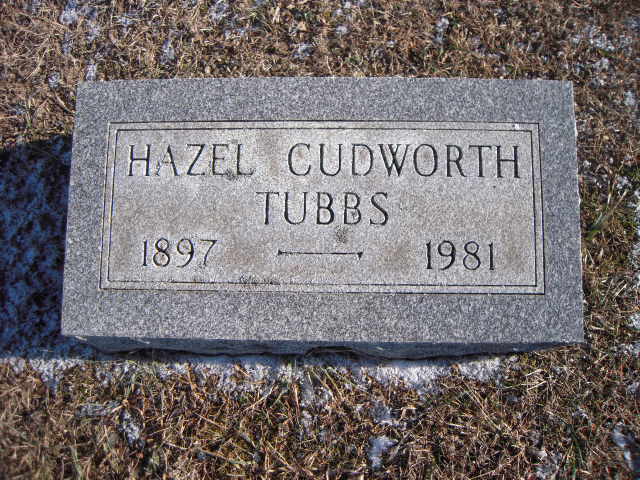 HAZEL CUDWORTH
TUBBS
1897 — 1981